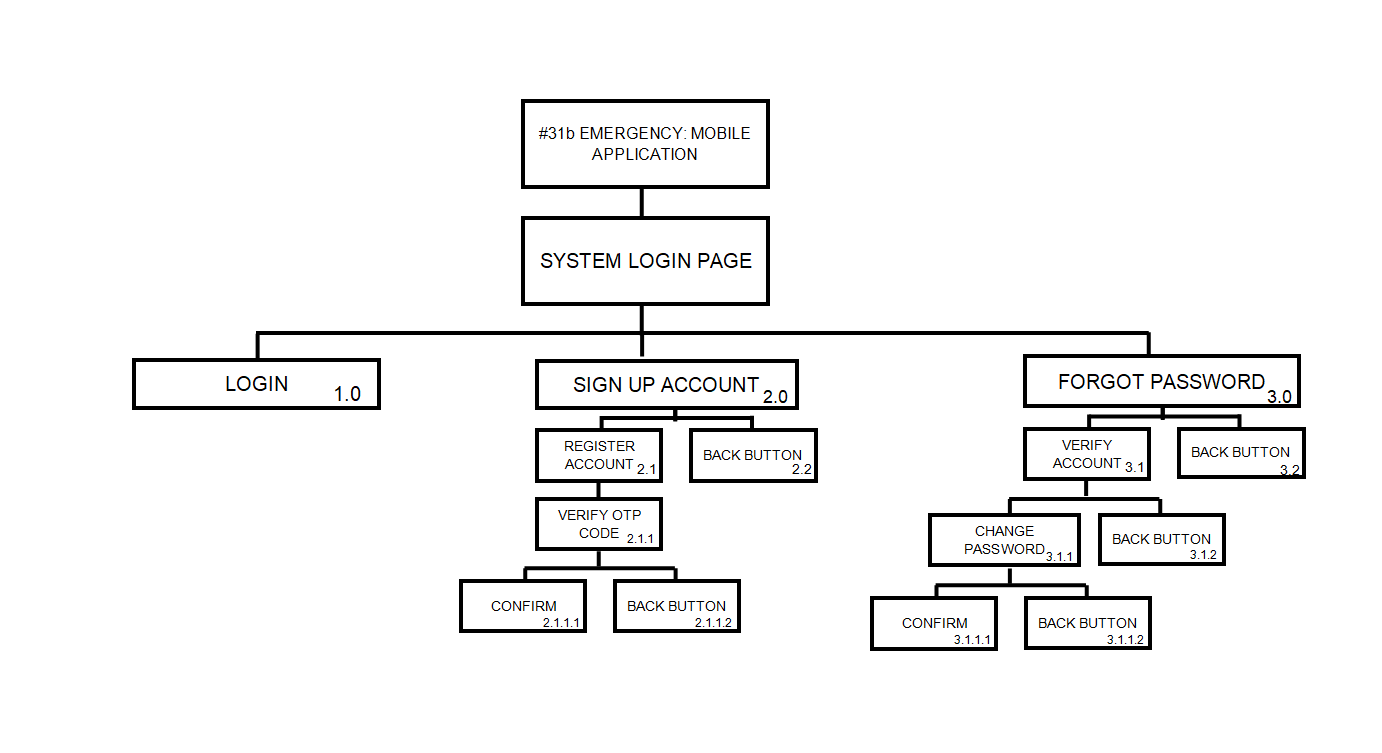 #31b EMERGENCY: MOBILE
APPLICATION
SYSTEM LOGIN PAGE
LOGIN
1.0
SIGN UP ACCOUNT
2.0
FORGOT PASSWORD
3.0
REGISTER
ACCOUNT
2.1
BACK BUTTON
2.2
VERIFY
ACCOUNT
3.1
BACK BUTTON
3.2
VERIFY OTP
CODE
2.1.1
CHANGE
PASSWORD
3.1.1
BACK BUTTON
3.1.2
CONFIRM
2.1.1.1
BACK BUTTON
2.1.1.2
CONFIRM
3.1.1.1
BACK BUTTON
3.1.1.2